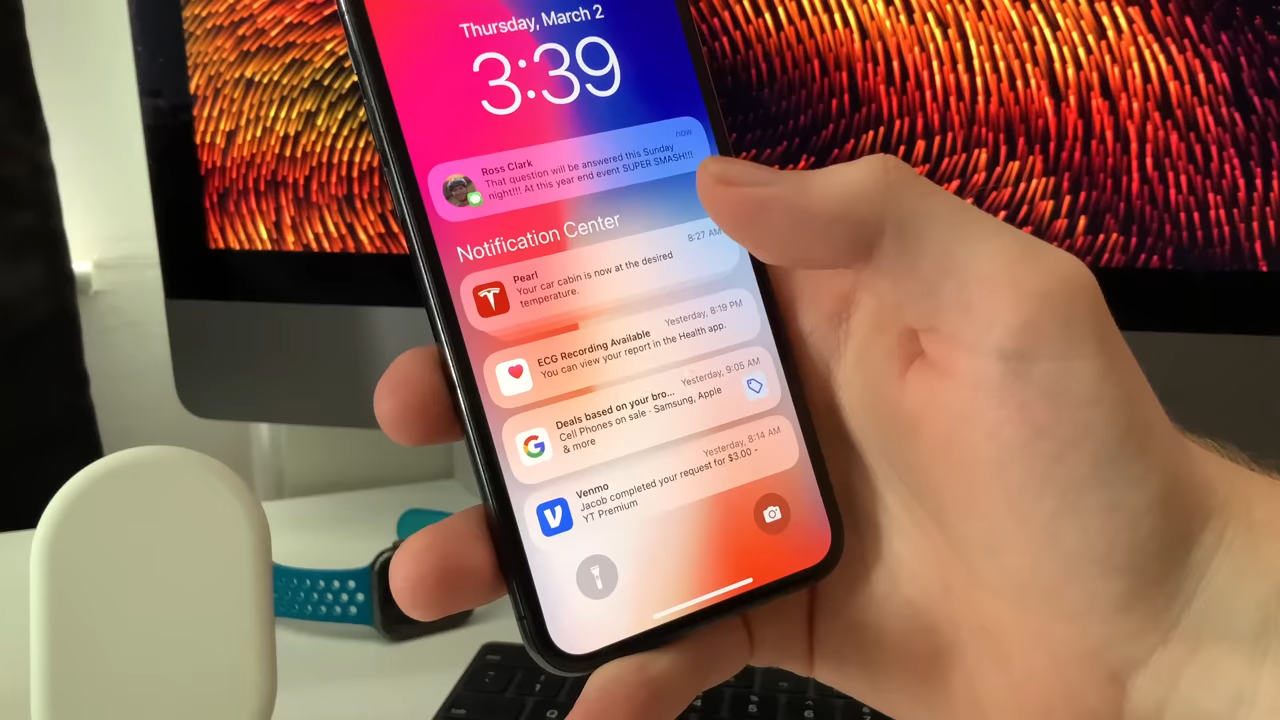 Thursday, March 2
3:39
now
Ross Clark
That question will be answered this Sunday
night!!! At this year end event SUPER SMASH!!!
Notification Center
8:27 AM
Pearl
Your car cabin is now at the desired
temperature.
Yesterday, 8:19 PM
ECG Recording Available
You can view your report in the Health app.
Yesterday, 9:05 AM
Deals based on your bro...
Cell Phones on sale · Samsung, Apple
& more
Yesterday, 8:14 AM
Venmo
Jacob completed your request for $3.00 -
YT Premium